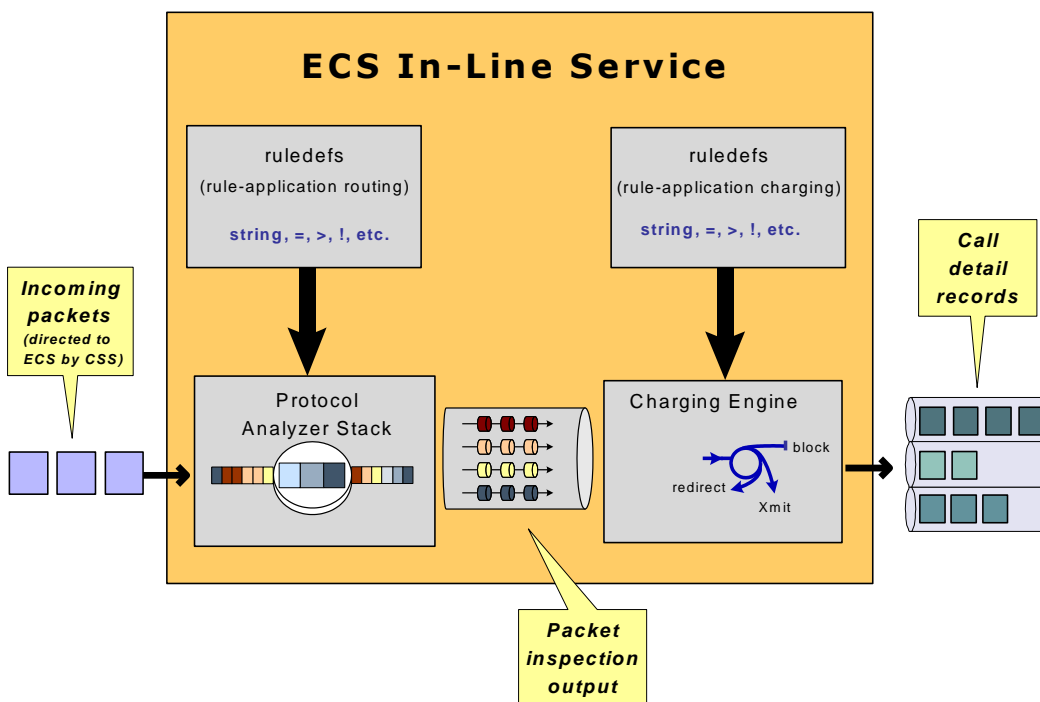 ECS In-Line Service
ruledefs
(rule-application routing)
string, =, >, !, etc.
ruledefs
(rule-application charging)
string, =, >, !, etc.
Incoming
packets
(directed to
ECS by CSS)
Call
detail
records
Protocol
Analyzer Stack
Charging Engine
block
redirect
Xmit
Packet
inspection
output